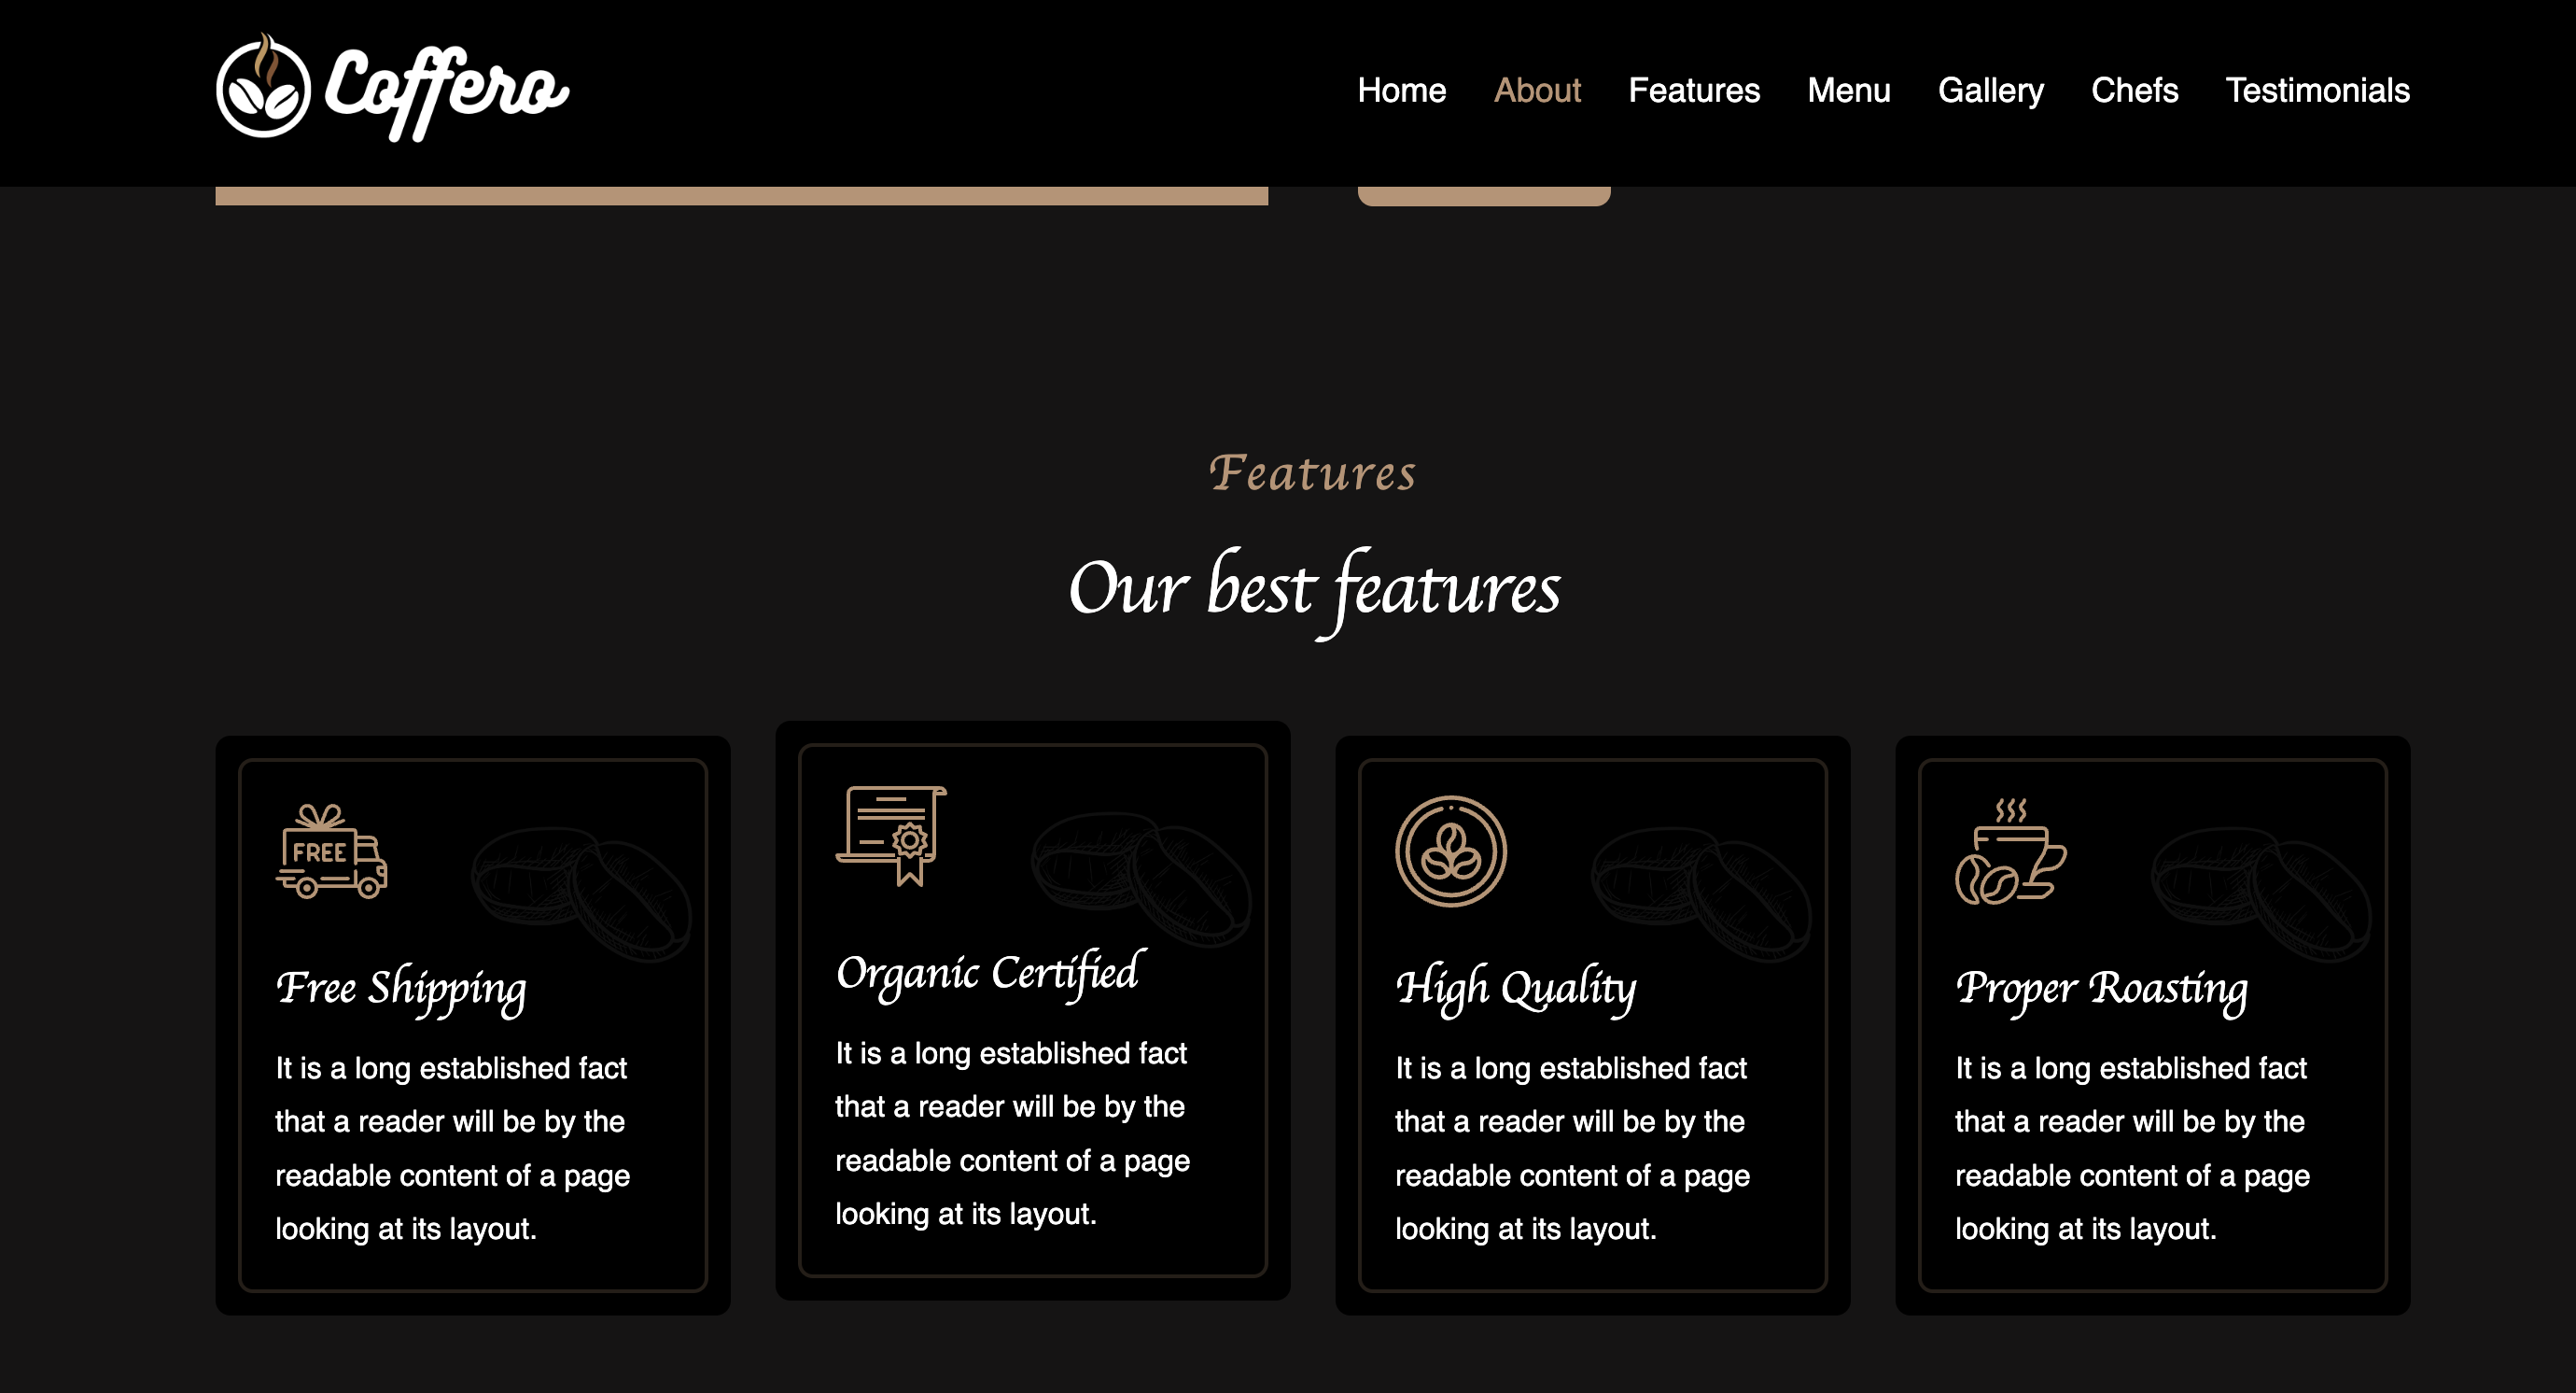 Coffero
Home About Features Menu Gallery Chefs Testimonials
Features
Our best features
FREE
Free Shipping
It is a long established fact
that a reader will be by the
readable content of a page
looking at its layout.
Organic Certified
It is a long established fact
that a reader will be by the
readable content of a page
looking at its layout.
High Quality
It is a long established fact
that a reader will be by the
readable content of a page
looking at its layout.
Proper Roasting
It is a long established fact
that a reader will be by the
readable content of a page
looking at its layout.